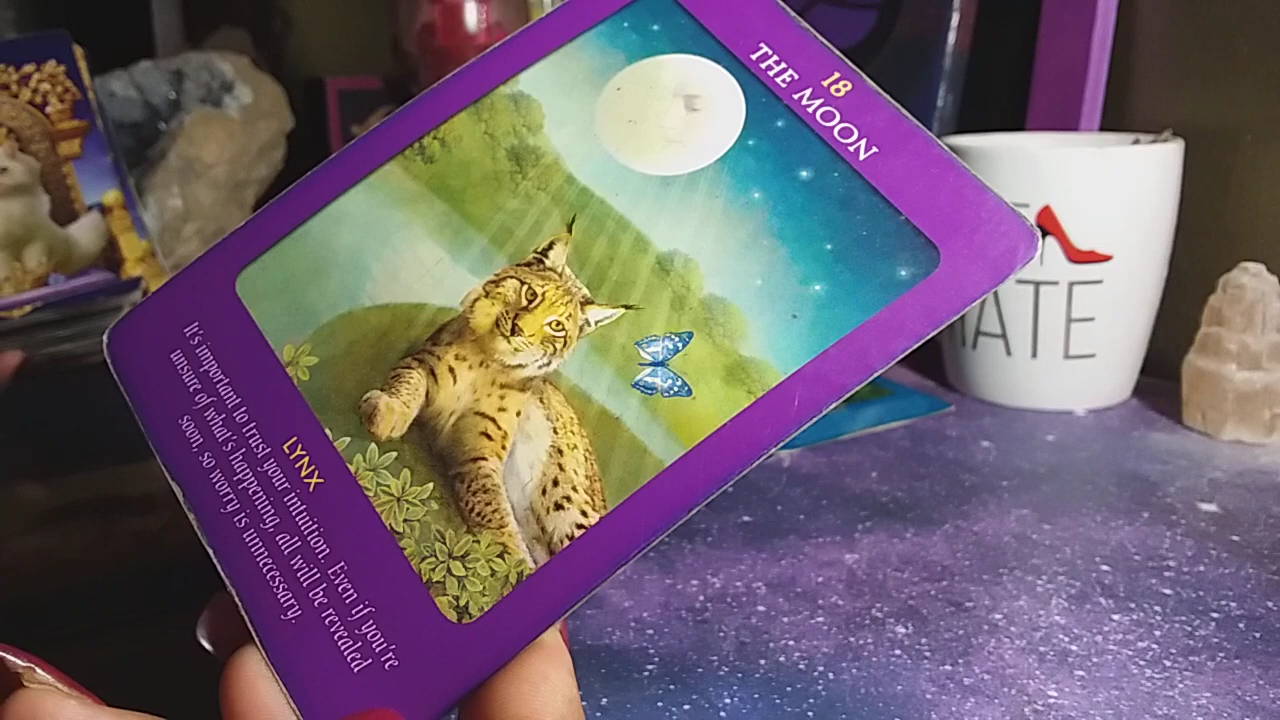 18
THE MOON
LYNX
It's important to trust your intuition. Even if you're
unsure of what's happening, all will be revealed
soon, so worry is unnecessary.
ATE